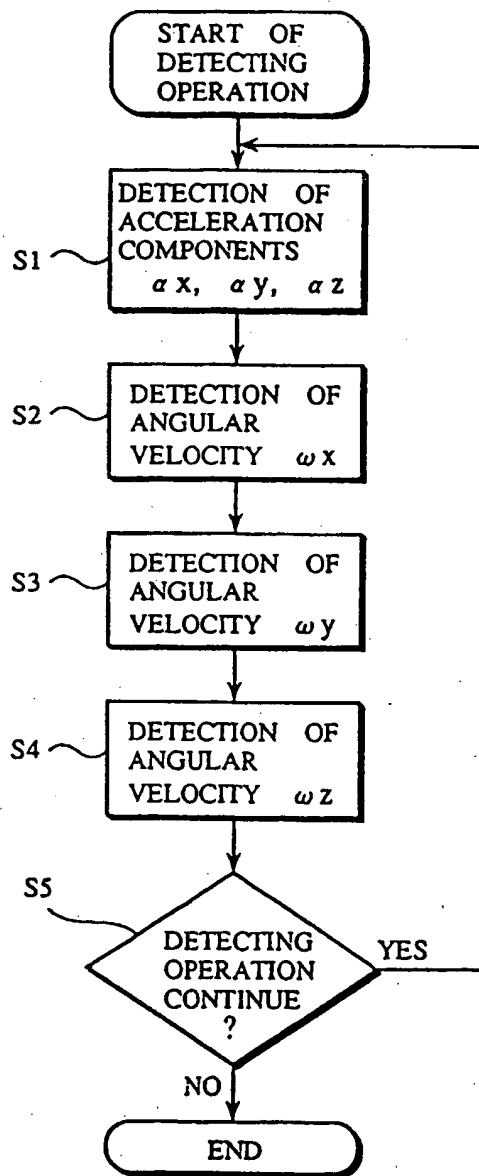 START OF
DETECTING
OPERATION
DETECTION OF
ACCELERATION
COMPONENTS
αx, αy, αz
S1
DETECTION OF
ANGULAR
VELOCITY ωx
S2
DETECTION OF
ANGULAR
VELOCITY ωy
S3
DETECTION OF
ANGULAR
VELOCITY ωz
S4
S5
DETECTING
OPERATION
CONTINUE
?
YES
NO
END